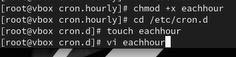 [root@vbox cron.hourly]# chmod +x eachhour
[root@vbox cron.hourly]# cd /etc/cron.d
[root@vbox cron.d]# touch eachhour
[root@vbox cron.d]# vi eachhour